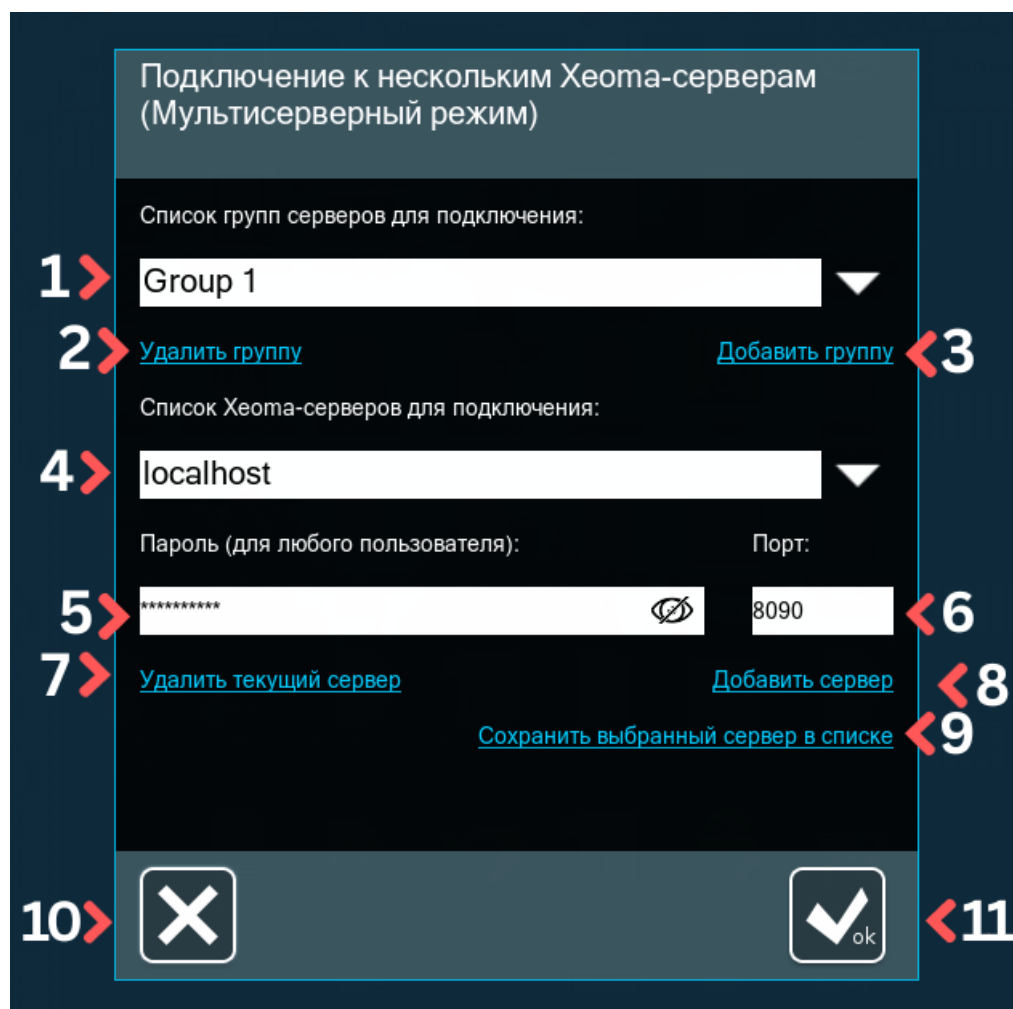 Подключение к нескольким Xeoma-серверам
(Мультисерверный режим)
Список групп серверов для подключения:
1
Group 1
2
Удалить группу
Добавить группу
3
Список Xeoma-серверов для подключения:
4
localhost
Пароль (для любого пользователя):
Порт:
5
**********
8090
6
7
Удалить текущий сервер
Добавить сервер
8
Сохранить выбранный сервер в списке
9
10
ok
11